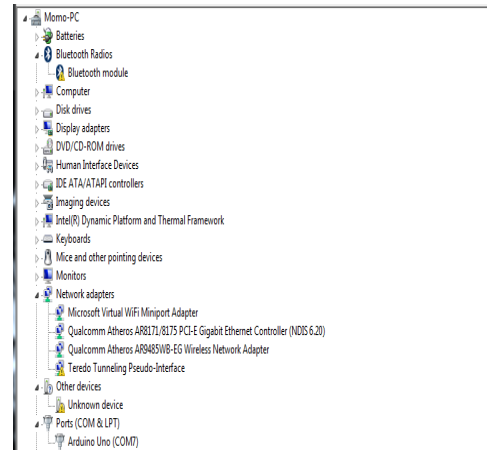 Momo-PC
Batteries
Bluetooth Radios
Bluetooth module
Computer
Disk drives
Display adapters
DVD/CD-ROM drives
Human Interface Devices
IDE ATA/ATAPI controllers
Imaging devices
Intel(R) Dynamic Platform and Thermal Framework
Keyboards
Mice and other pointing devices
Monitors
Network adapters
Microsoft Virtual WiFi Miniport Adapter
Qualcomm Atheros AR8171/8175 PCI-E Gigabit Ethernet Controller (NDIS 6.20)
Qualcomm Atheros AR9485WB-EG Wireless Network Adapter
Teredo Tunneling Pseudo-Interface
Other devices
Unknown device
Ports (COM & LPT)
Arduino Uno (COM7)